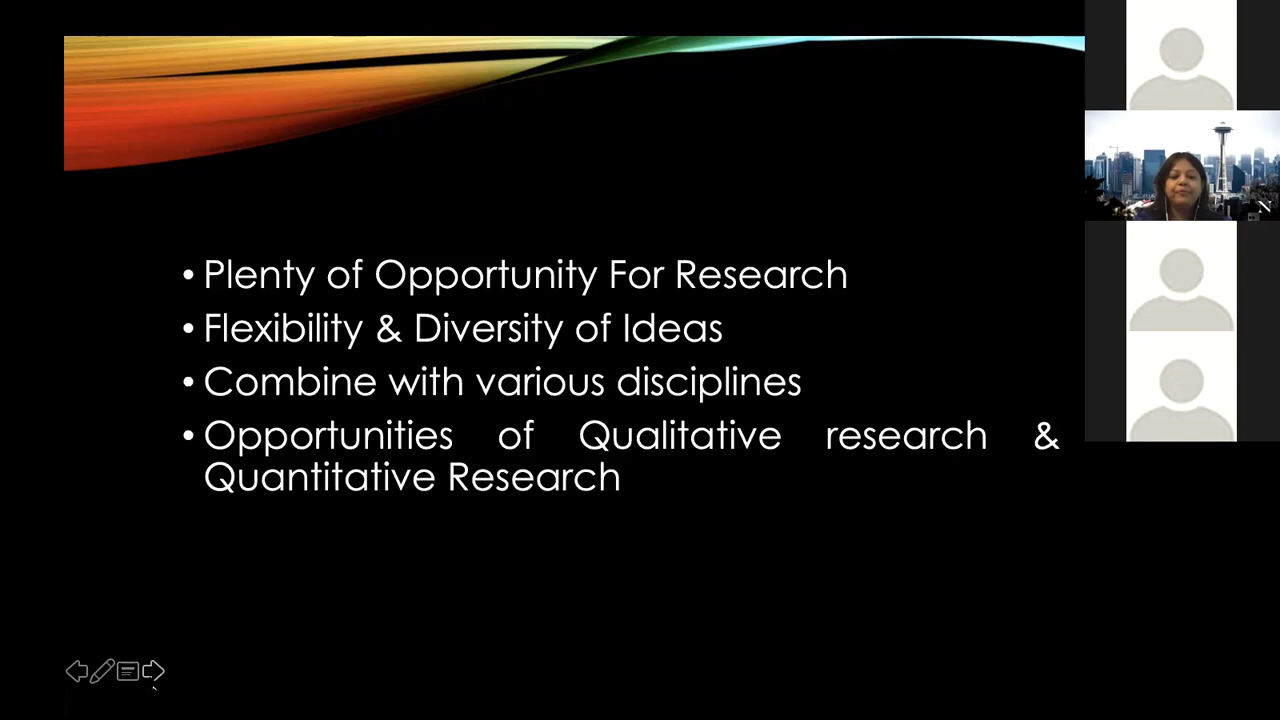 • Plenty of Opportunity For Research
• Flexibility & Diversity of Ideas
• Combine with various disciplines
• Opportunities of Qualitative research &
Quantitative Research